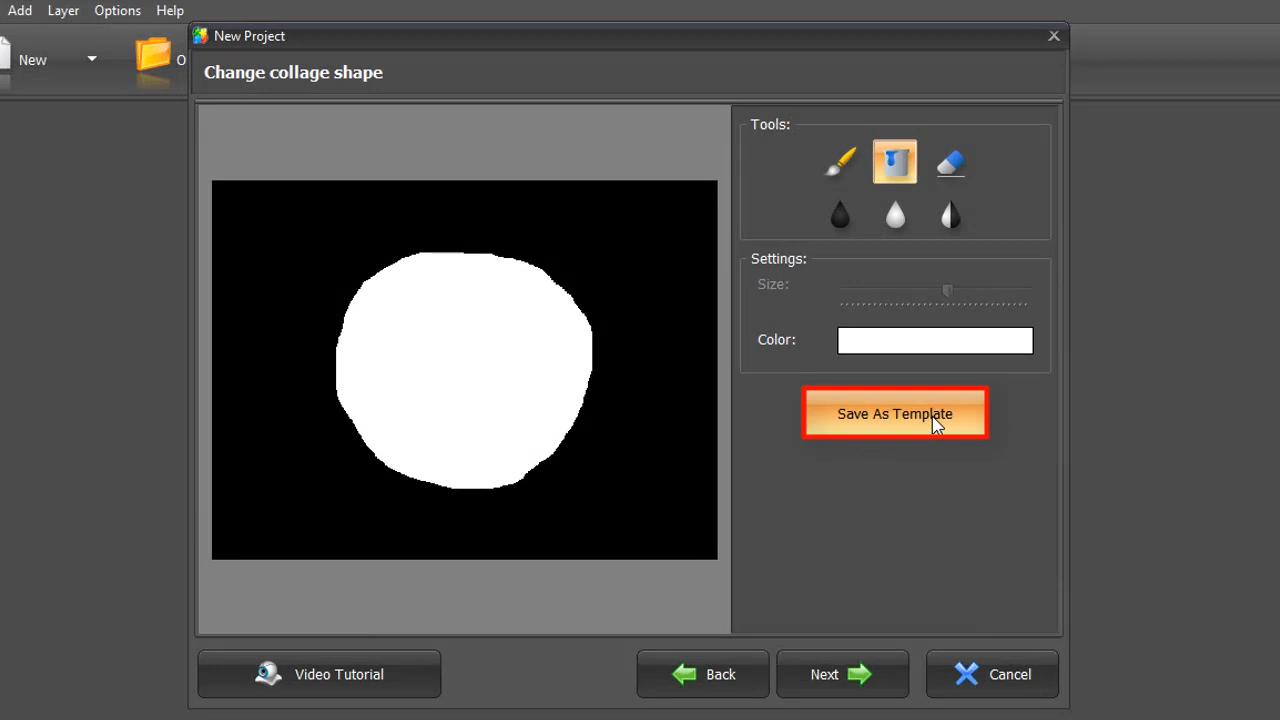 Add Layer Options Help
New O
New Project
Change collage shape
Tools:
Settings:
Size:
Color:
Save As Template
Video Tutorial Back Next Cancel